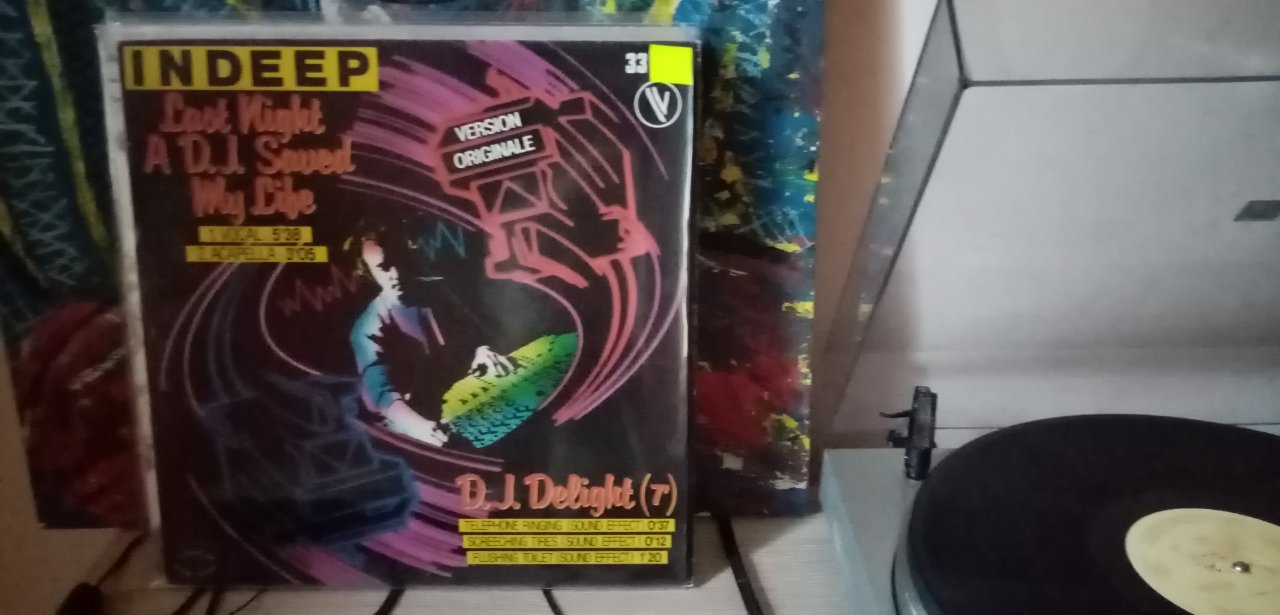 INDEEP
33
Last Night
A D.J. Saved
My Life
VERSION
ORIGINALE
1. VOCAL 5'38
2. ACAPELLA 3'05
D.J. Delight (7')
TELEPHONE RINGING (SOUND EFFECT) 0'37
SCREECHING TIRES (SOUND EFFECT) 0'12
FLUSHING TOILET (SOUND EFFECT) 1'20